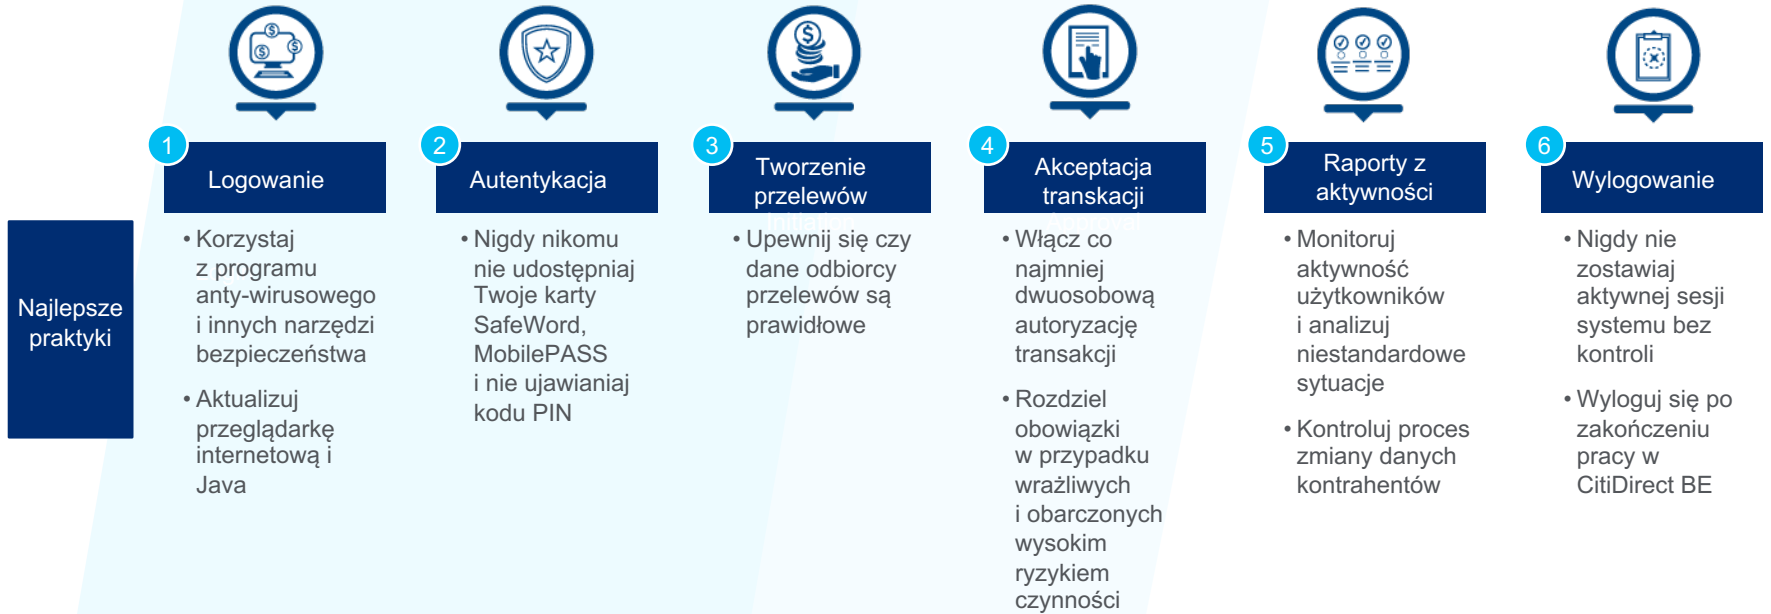 1
Logowanie
2
Autentykacja
3
Tworzenie
przelewów
Initiation
4
Akceptacja
transkacji
Approval
5
Raporty z
aktywności
6
Wylogowanie
Najlepsze
praktyki
• Korzystaj
z programu
anty-wirusowego
i innych narzędzi
bezpieczeństwa
• Aktualizuj
przeglądarkę
internetową i
Java
• Nigdy nikomu
nie udostępniaj
Twoje karty
SafeWord,
MobilePASS
i nie ujawianiaj
kodu PIN
• Upewnij się czy
dane odbiorcy
przelewów są
prawidłowe
• Włącz co
najmniej
dwuosobową
autoryzację
transakcji
• Rozdziel
obowiązki
w przypadku
wrażliwych
i obarczonych
wysokim
ryzykiem
czynności
• Monitoruj
aktywność
użytkowników
i analizuj
niestandardowe
sytuacje
• Kontroluj proces
zmiany danych
kontrahentów
• Nigdy nie
zostawiaj
aktywnej sesji
systemu bez
kontroli
• Wyloguj się po
zakończeniu
pracy w
CitiDirect BE